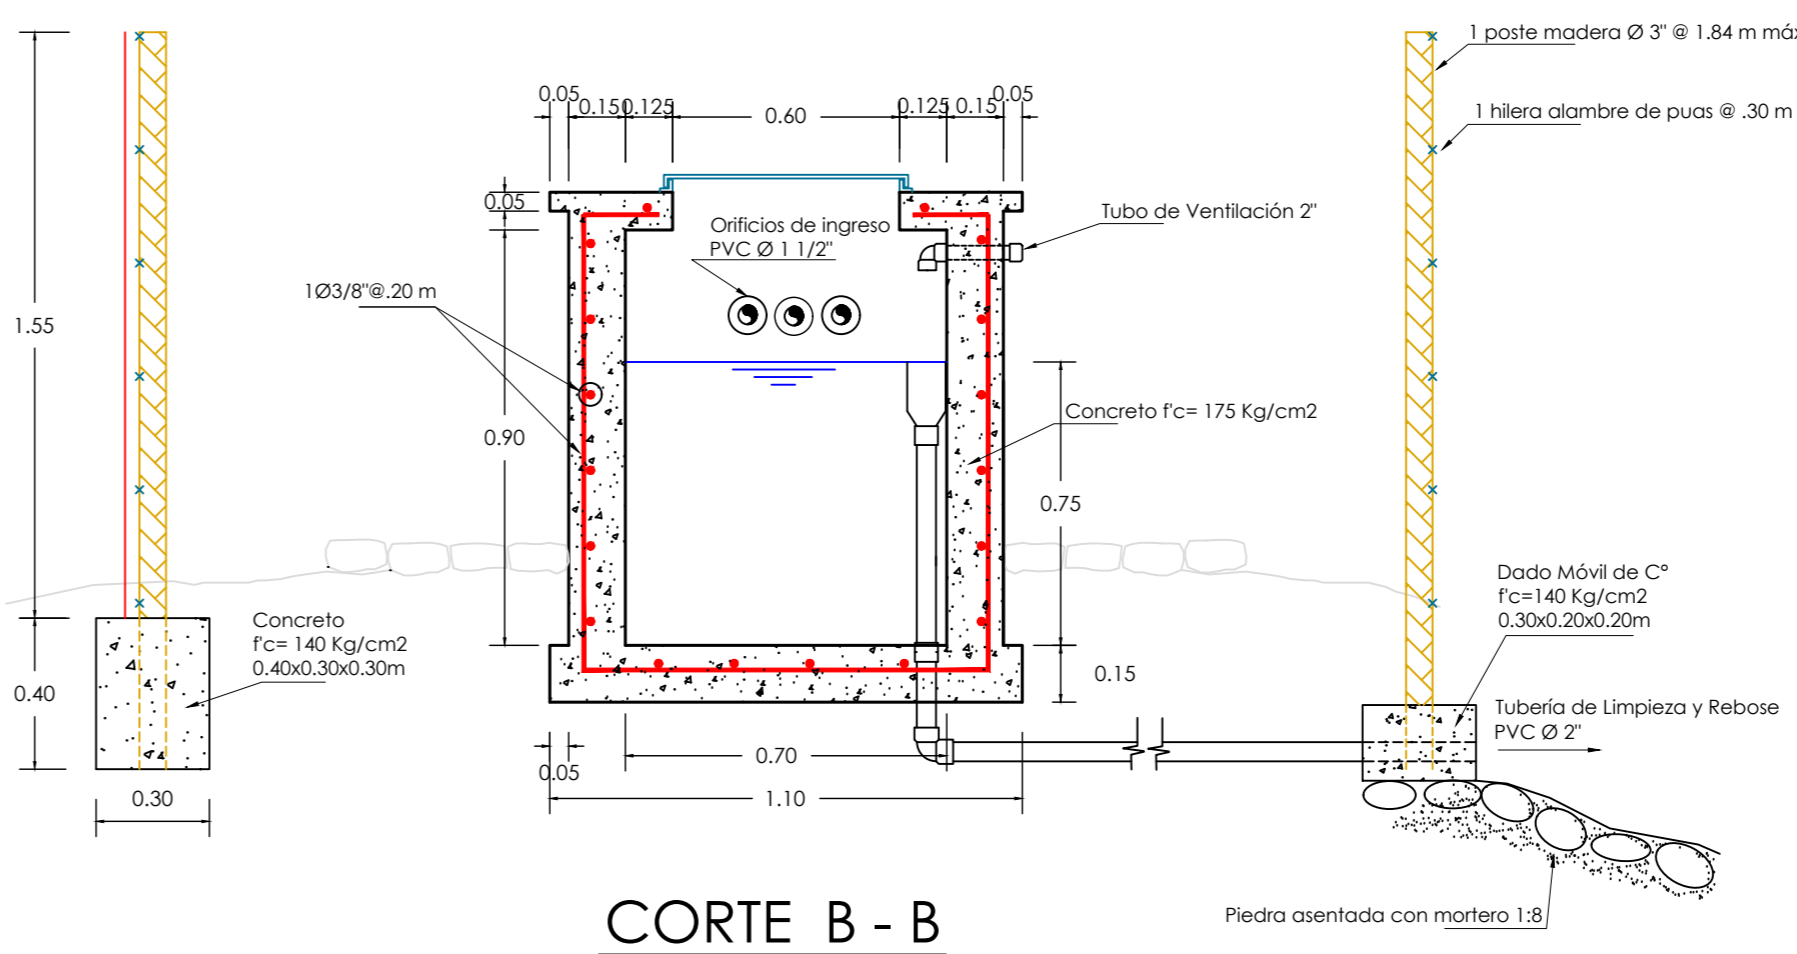 1 poste madera Ø 3" @ 1.84 m máx
1 hilera alambre de puas @ .30 m
0.05
0.15
0.125
0.60
0.125
0.15
0.05
0.05
Orificios de ingreso
PVC Ø 1 1/2"
Tubo de Ventilación 2"
1Ø3/8"@.20 m
1.55
0.90
Concreto f'c= 175 Kg/cm2
0.75
Concreto
f'c= 140 Kg/cm2
0.40x0.30x0.30m
Dado Móvil de Cº
f'c=140 Kg/cm2
0.30x0.20x0.20m
0.40
0.15
Tubería de Limpieza y Rebose
PVC Ø 2"
0.05
0.70
0.30
1.10
CORTE B - B
Piedra asentada con mortero 1:8